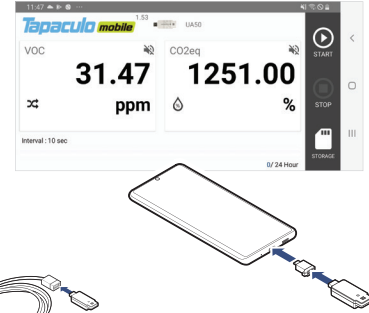 11:47
Tapaculo mobile 1.53 UA50
VOC
31.47
ppm
CO2eq
1251.00
%
Interval : 10 sec
0/ 24 Hour
START
STOP
STORAGE